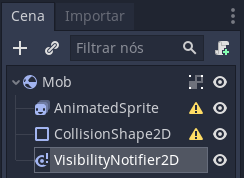 Cena Importar
Filtrar nós
Mob
AnimatedSprite
CollisionShape2D
VisibilityNotifier2D